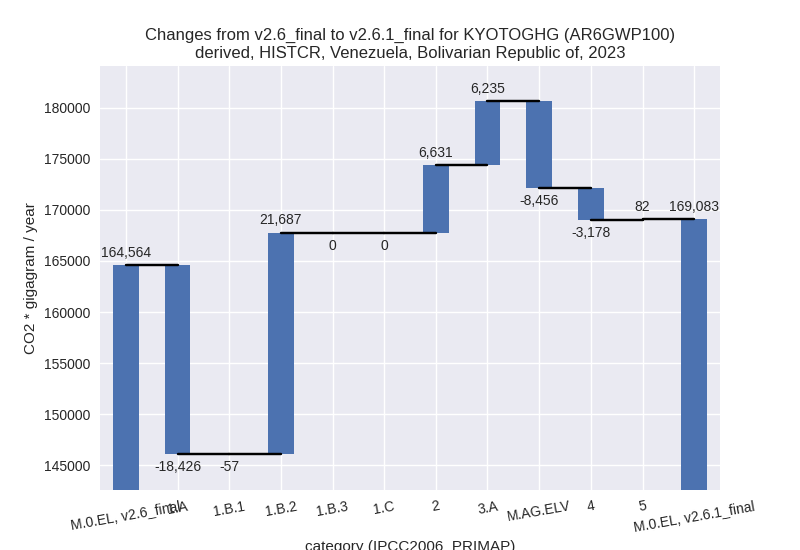 Changes from v2.6_final to v2.6.1_final for KYOTOGHG (AR6GWP100)
derived, HISTCR, Venezuela, Bolivarian Republic of, 2023
CO2 * gigagram / year
180000
175000
170000
165000
160000
155000
150000
145000
164,564
-18,426
-57
21,687
0
0
6,631
6,235
-8,456
-3,178
82
169,083
M.0.EL, v2.6_final
1.A
1.B.1
1.B.2
1.B.3
1.C
2
3.A
M.AG.ELV
4
5
M.0.EL, v2.6.1_final
category (IPCC2006_PRIMAP)